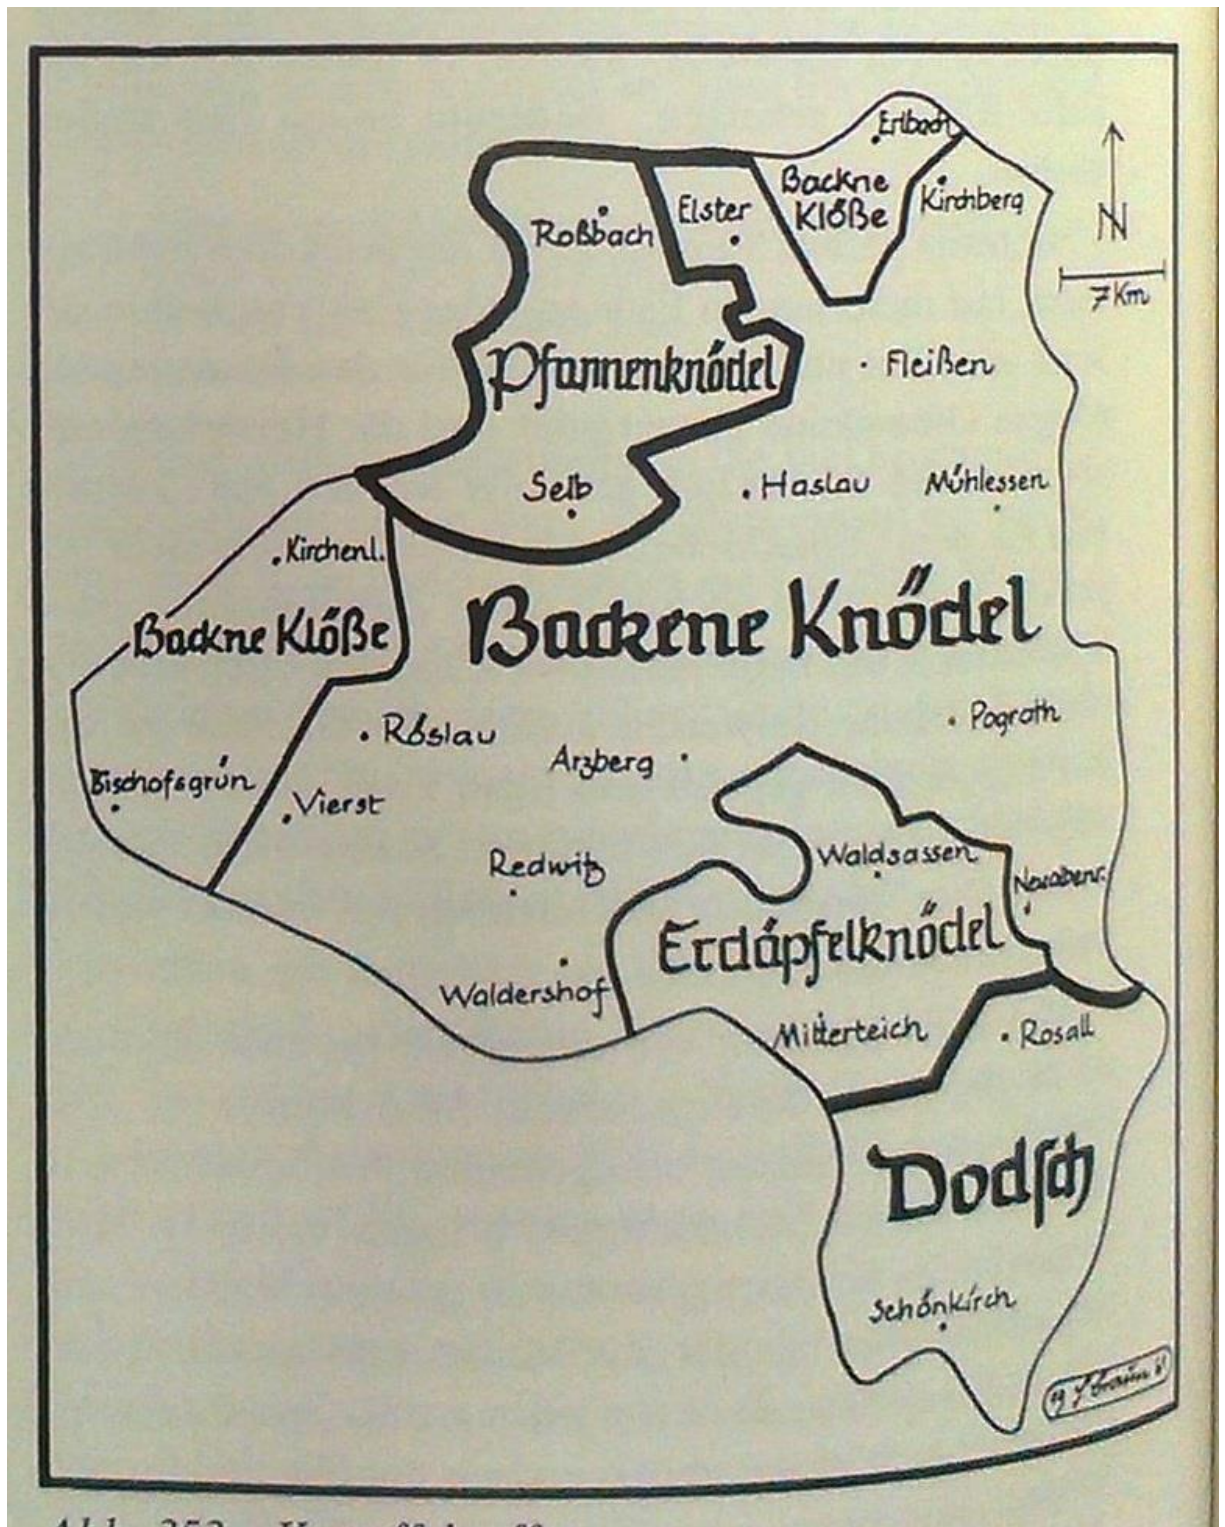 Erlbach
Backne
Klöße
Kirchberg
N
7 Km
Elster
Roßbach
Pfannenknödel
Fleißen
Selb
Haslau
Mühlessen
Kirchenl.
Backne Klöße
Backene Knödel
Röslau
Pograth
Arzberg
Bischofsgrün
Vierst
Redwitz
Waldsassen
Neualbenr.
Erdäpfelknödel
Waldershof
Mitterteich
Rosall
Dodsch
Schönkirch